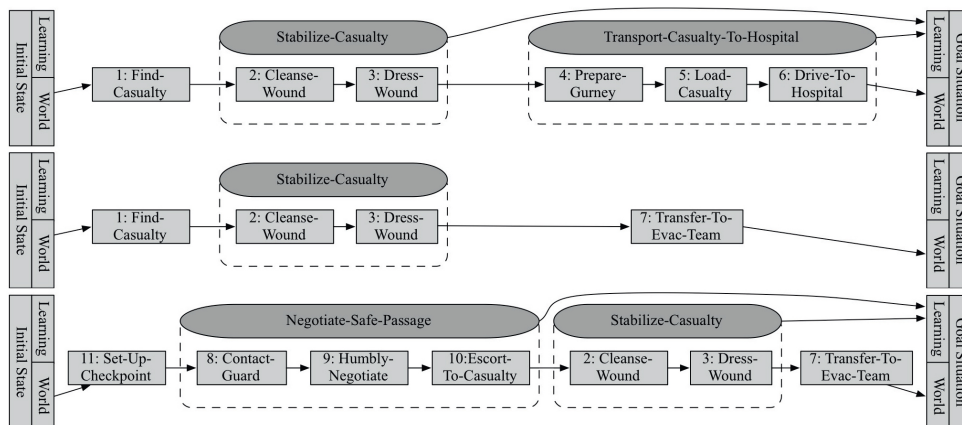 Initial State
Learning
World
Stabilize-Casualty
Transport-Casualty-To-Hospital
1: Find-
Casualty
2: Cleanse-
Wound
3: Dress-
Wound
4: Prepare-
Gurney
5: Load-
Casualty
6: Drive-To-
Hospital
Learning
World
Goal Situation
Initial State
Learning
World
Stabilize-Casualty
1: Find-
Casualty
2: Cleanse-
Wound
3: Dress-
Wound
7: Transfer-To-
Evac-Team
Learning
World
Goal Situation
Initial State
Learning
World
Negotiate-Safe-Passage
Stabilize-Casualty
11: Set-Up-
Checkpoint
8: Contact-
Guard
9: Humbly-
Negotiate
10:Escort-
To-Casualty
2: Cleanse-
Wound
3: Dress-
Wound
7: Transfer-To-
Evac-Team
Learning
World
Goal Situation